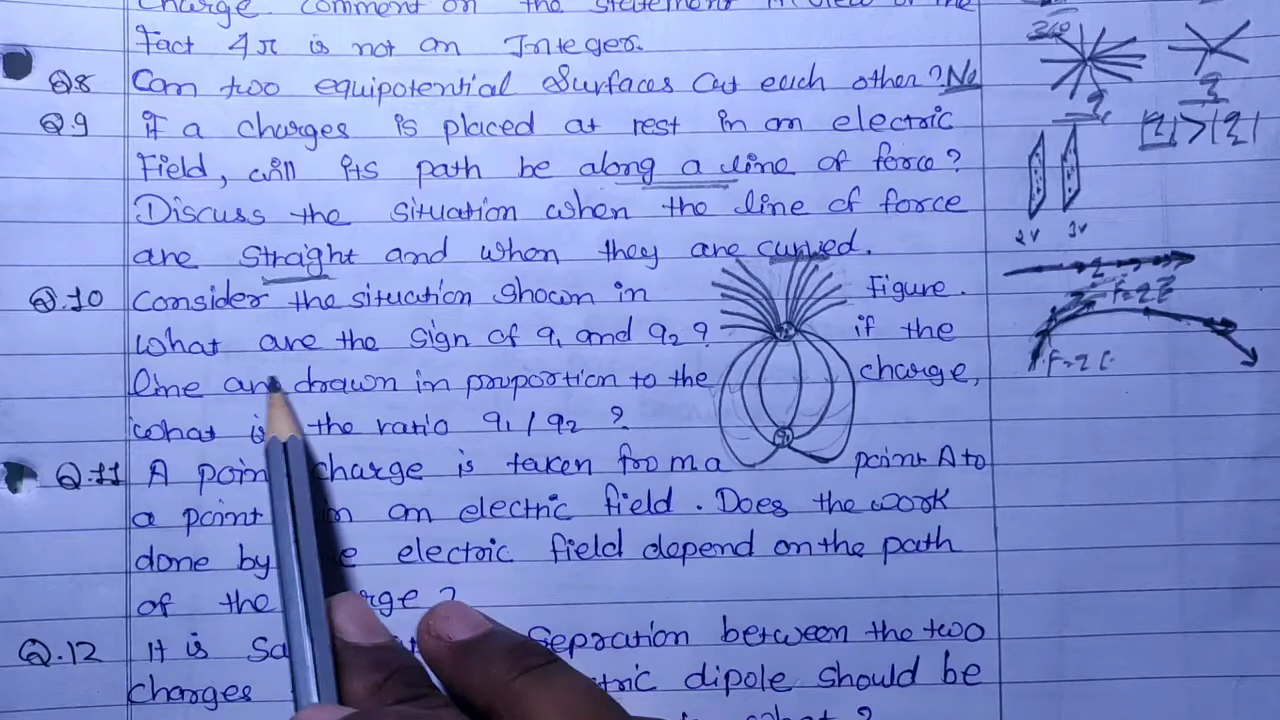 Charge comment on the statement
Fact 4π is not an Integer.
Q.8 Can two equipotential Surfaces Cut each other? No
Q.9 If a charges is placed at rest in an electric
Field, will its path be along a line of force?
Discuss the situation when the line of force
are straight and when they are curved.
Q.10 Consider the situation shown in Figure.
What are the sign of q1 and q2? if the
line are drawn in proportion to the charge,
what is the ratio q1/q2?
Q.11 A point charge is taken from a point A to
a point in an electric field. Does the work
done by electric field depend on the path
of the
Q.12 It is Sepration between the two
charges dipole should be
what?
2V 3V